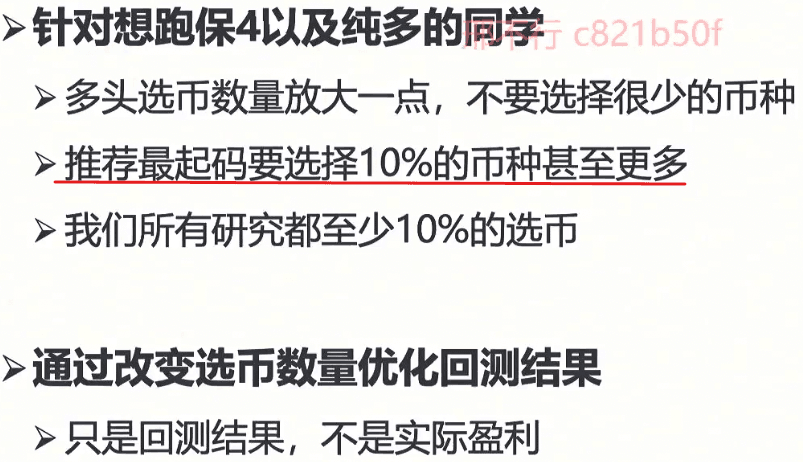 针对想跑保4以及纯多的同学
邢不行 c821b50f
多头选币数量放大一点，不要选择很少的币种
推荐最起码要选择10%的币种甚至更多
我们所有研究都至少10%的选币
通过改变选币数量优化回测结果
只是回测结果，不是实际盈利